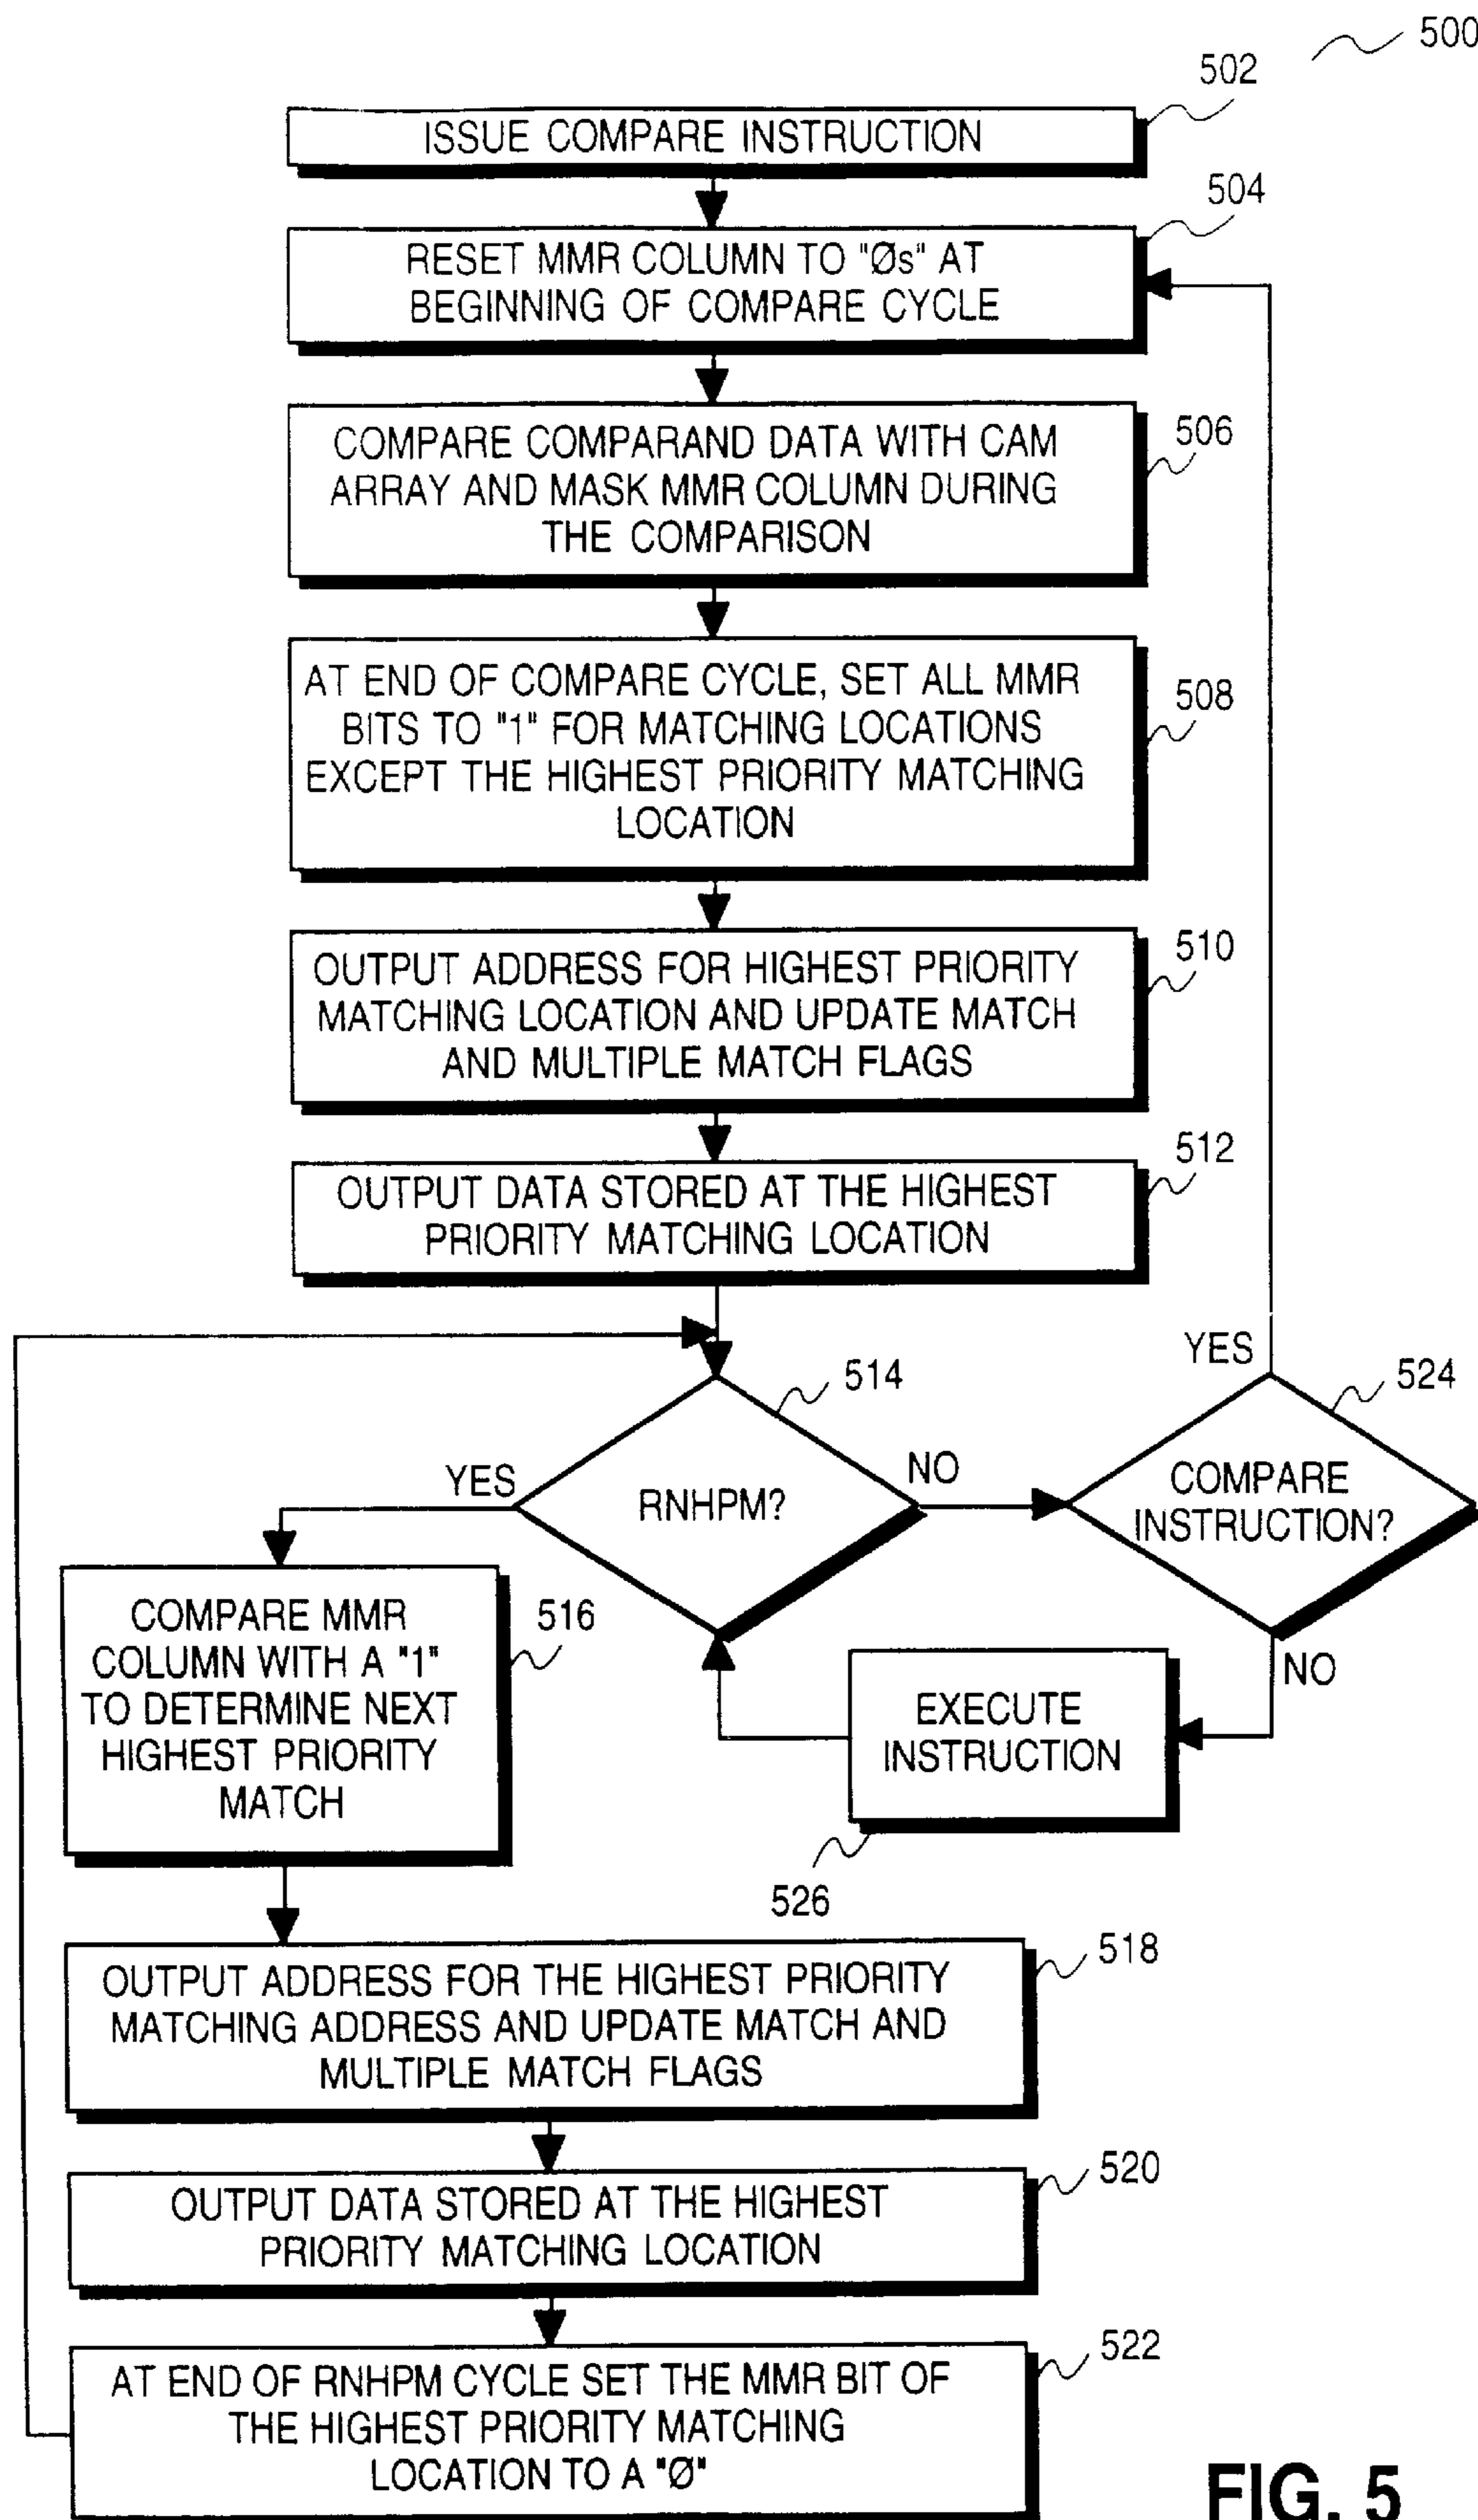 500
502
ISSUE COMPARE INSTRUCTION
504
RESET MMR COLUMN TO "Øs" AT
BEGINNING OF COMPARE CYCLE
506
COMPARE COMPARAND DATA WITH CAM
ARRAY AND MASK MMR COLUMN DURING
THE COMPARISON
508
AT END OF COMPARE CYCLE, SET ALL MMR
BITS TO "1" FOR MATCHING LOCATIONS
EXCEPT THE HIGHEST PRIORITY MATCHING
LOCATION
510
OUTPUT ADDRESS FOR HIGHEST PRIORITY
MATCHING LOCATION AND UPDATE MATCH
AND MULTIPLE MATCH FLAGS
512
OUTPUT DATA STORED AT THE HIGHEST
PRIORITY MATCHING LOCATION
514
RNHPM?
YES
NO
524
COMPARE
INSTRUCTION?
YES
NO
EXECUTE
INSTRUCTION
526
516
COMPARE MMR
COLUMN WITH A "1"
TO DETERMINE NEXT
HIGHEST PRIORITY
MATCH
518
OUTPUT ADDRESS FOR THE HIGHEST PRIORITY
MATCHING ADDRESS AND UPDATE MATCH AND
MULTIPLE MATCH FLAGS
520
OUTPUT DATA STORED AT THE HIGHEST
PRIORITY MATCHING LOCATION
522
AT END OF RNHPM CYCLE SET THE MMR BIT OF
THE HIGHEST PRIORITY MATCHING
LOCATION TO A "Ø"
FIG. 5